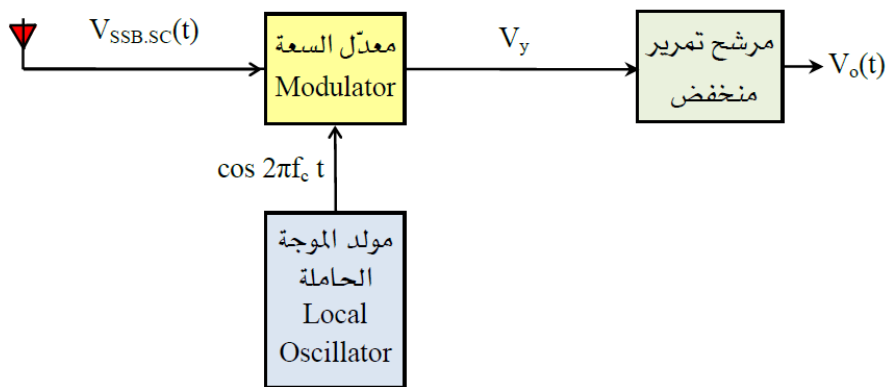 V_SSB.SC(t)
معدّل السعة
Modulator
V_y
مرشح تمرير
منخفض
V_o(t)
cos 2πf_c t
مولد الموجة
الحاملة
Local
Oscillator